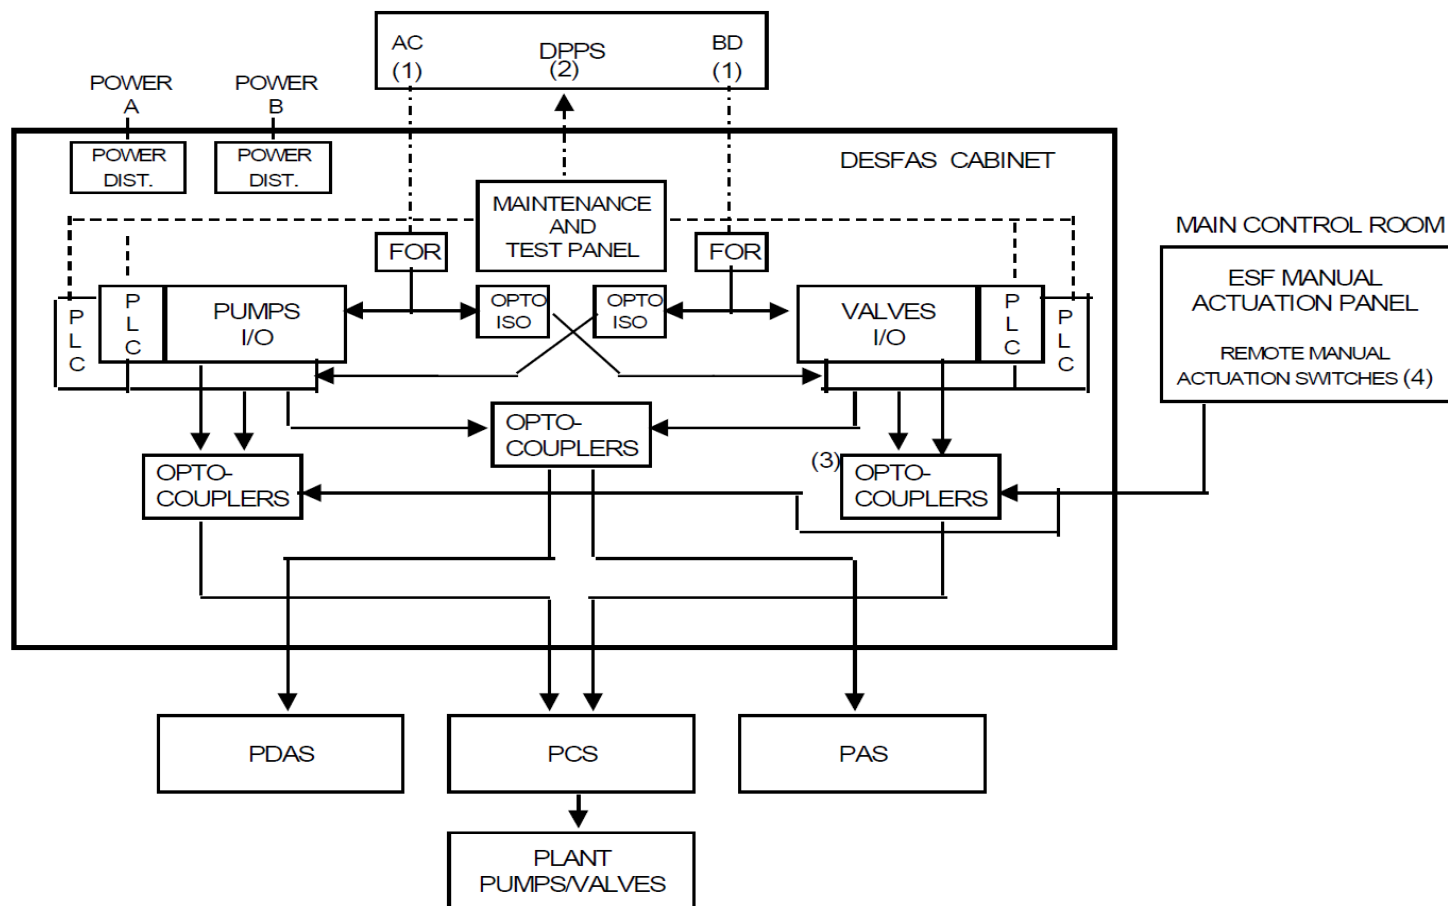 AC
DPPS
BD
(1)
(2)
(1)
POWER
A
POWER
B
POWER
DIST.
POWER
DIST.
DESFAS CABINET
MAINTENANCE
AND
TEST PANEL
FOR
FOR
MAIN CONTROL ROOM
ESF MANUAL
ACTUATION PANEL
REMOTE MANUAL
ACTUATION SWITCHES (4)
P
L
C
P
L
C
PUMPS
I/O
OPTO
ISO
OPTO
ISO
VALVES
I/O
P
L
C
P
L
C
OPTO-
COUPLERS
OPTO-
COUPLERS
(3)
OPTO-
COUPLERS
PDAS
PCS
PAS
PLANT
PUMPS/VALVES